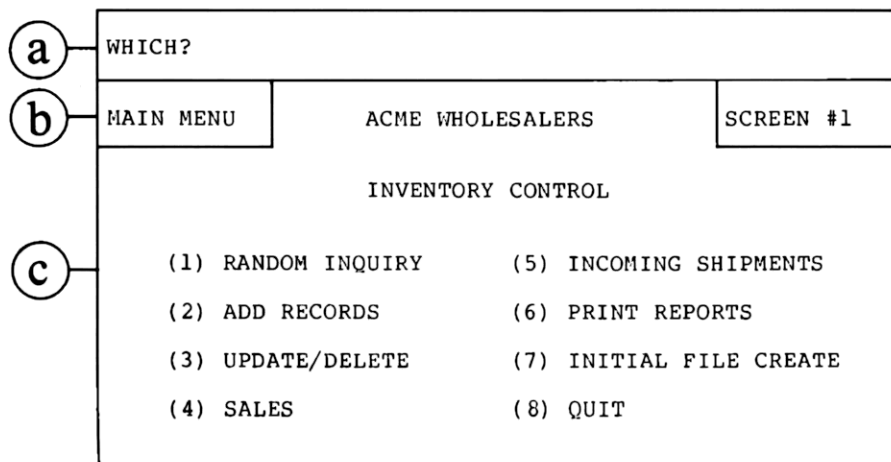 a WHICH?
b MAIN MENU ACME WHOLESALERS SCREEN #1
INVENTORY CONTROL
c (1) RANDOM INQUIRY (5) INCOMING SHIPMENTS
(2) ADD RECORDS (6) PRINT REPORTS
(3) UPDATE/DELETE (7) INITIAL FILE CREATE
(4) SALES (8) QUIT